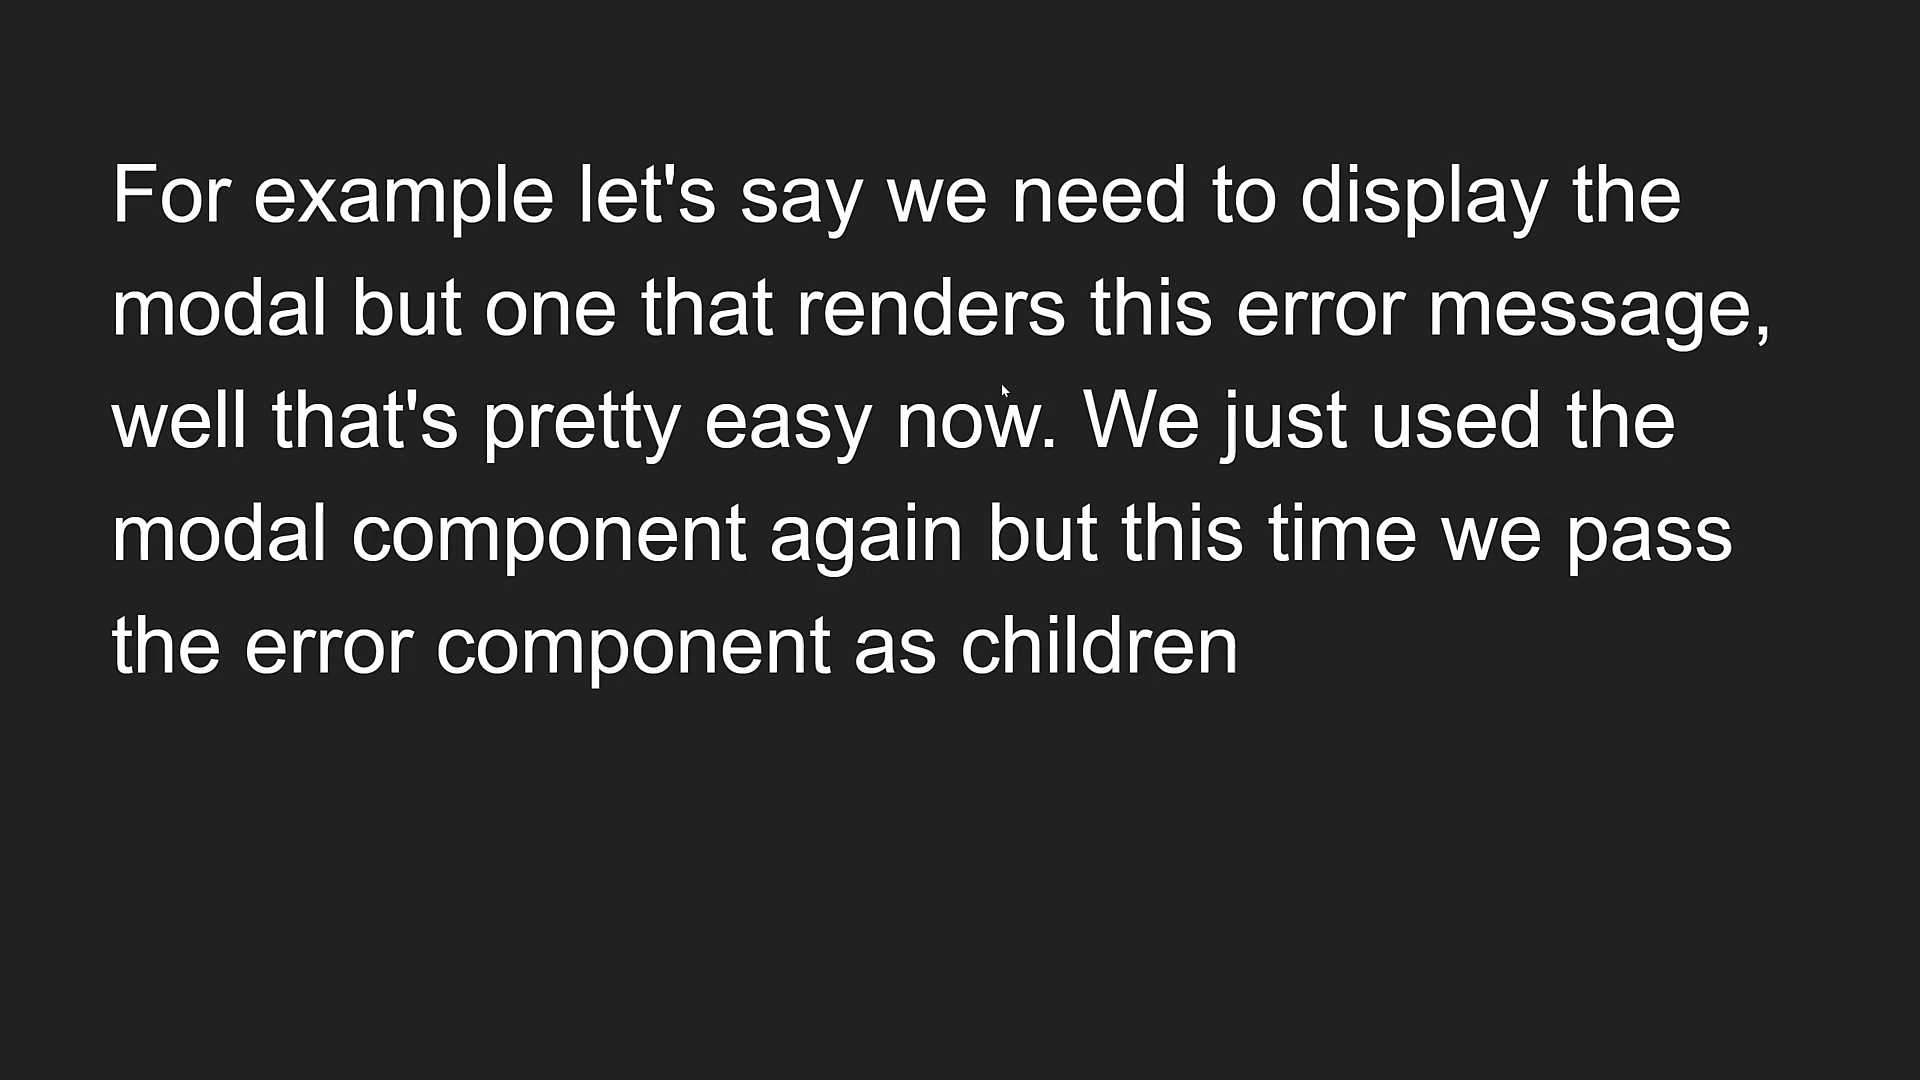 For example let's say we need to display the
modal but one that renders this error message,
well that's pretty easy now. We just used the
modal component again but this time we pass
the error component as children